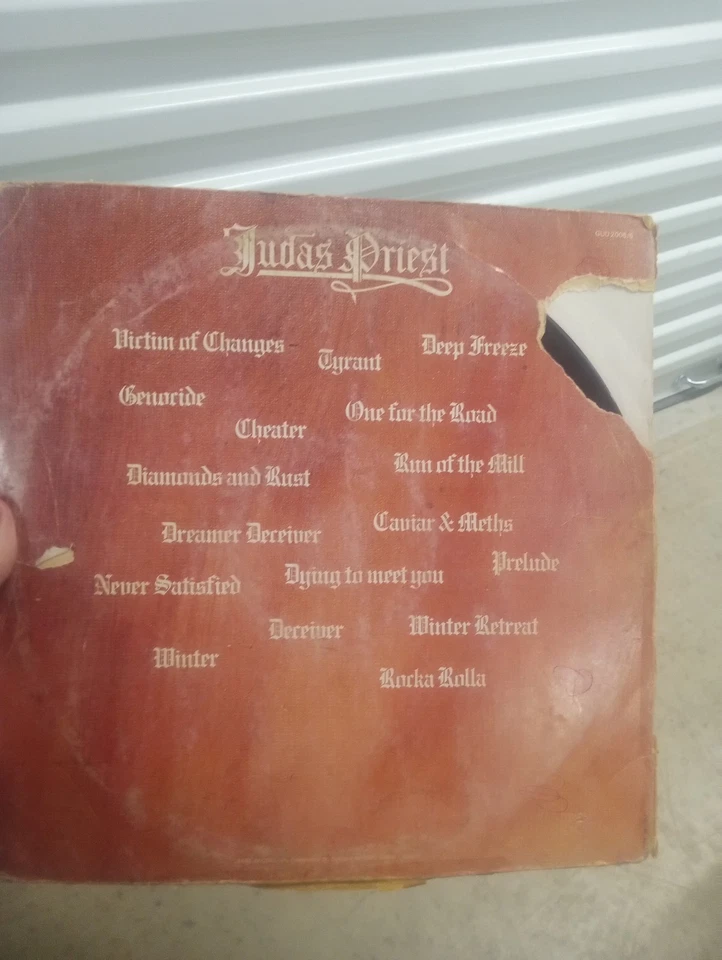 Judas Priest
Victim of Changes
Tyrant
Deep Freeze
Genocide
One for the Road
Cheater
Diamonds and Rust
Run of the Mill
Dreamer Deceiver
Caviar & Meths
Never Satisfied
Dying to meet you
Prelude
Deceiver
Winter Retreat
Winter
Rocka Rolla